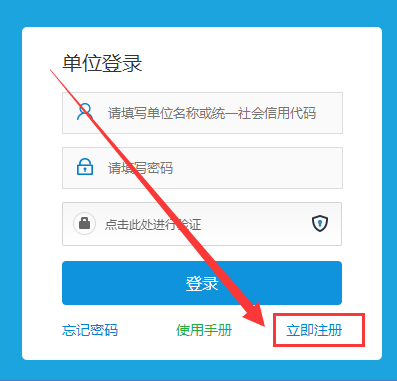 单位登录
请填写单位名称或统一社会信用代码
请填写密码
点击此处进行验证
登录
忘记密码 使用手册 立即注册